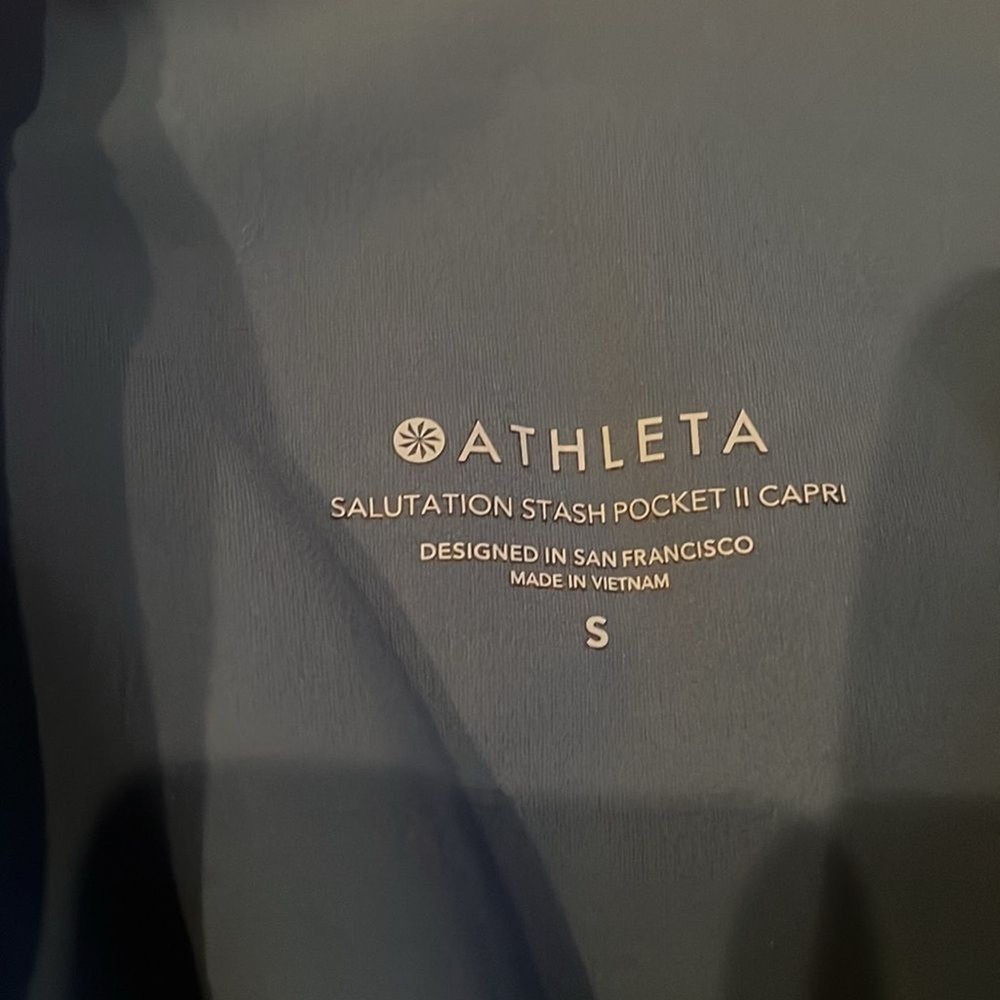 ATHLETA
SALUTATION STASH POCKET II CAPRI
DESIGNED IN SAN FRANCISCO
MADE IN VIETNAM
S